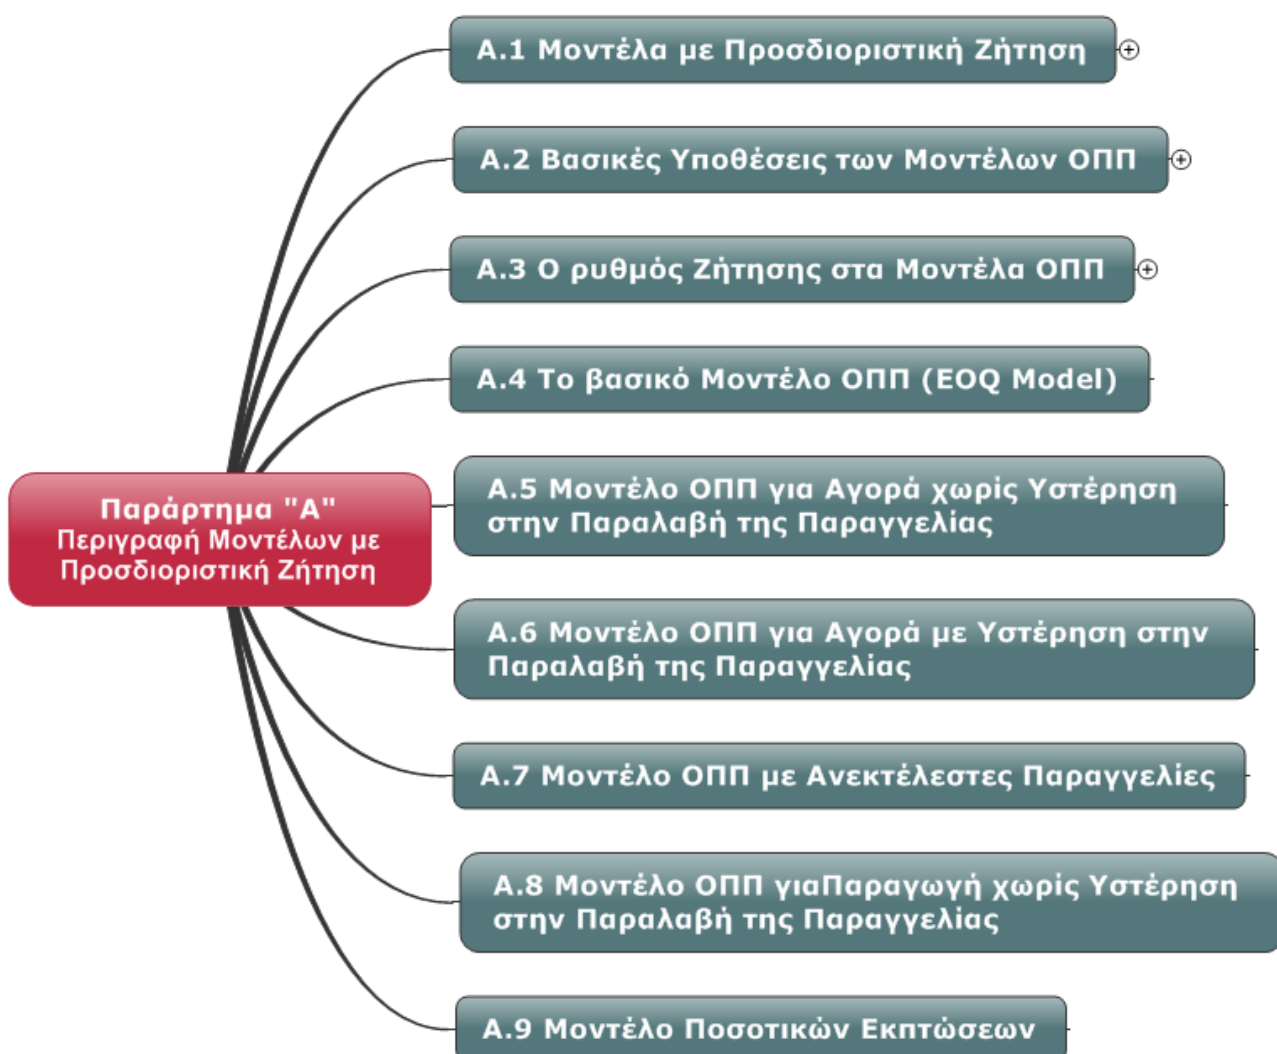 Α.1 Μοντέλα με Προσδιοριστική Ζήτηση
Α.2 Βασικές Υποθέσεις των Μοντέλων ΟΠΠ
Α.3 Ο ρυθμός Ζήτησης στα Μοντέλα ΟΠΠ
Α.4 Το βασικό Μοντέλο ΟΠΠ (EOQ Model)
Παράρτημα "Α"
Περιγραφή Μοντέλων με
Προσδιοριστική Ζήτηση
Α.5 Μοντέλο ΟΠΠ για Αγορά χωρίς Υστέρηση
στην Παραλαβή της Παραγγελίας
Α.6 Μοντέλο ΟΠΠ για Αγορά με Υστέρηση στην
Παραλαβή της Παραγγελίας
Α.7 Μοντέλο ΟΠΠ με Ανεκτέλεστες Παραγγελίες
Α.8 Μοντέλο ΟΠΠ γιαΠαραγωγή χωρίς Υστέρηση
στην Παραλαβή της Παραγγελίας
Α.9 Μοντέλο Ποσοτικών Εκπτώσεων